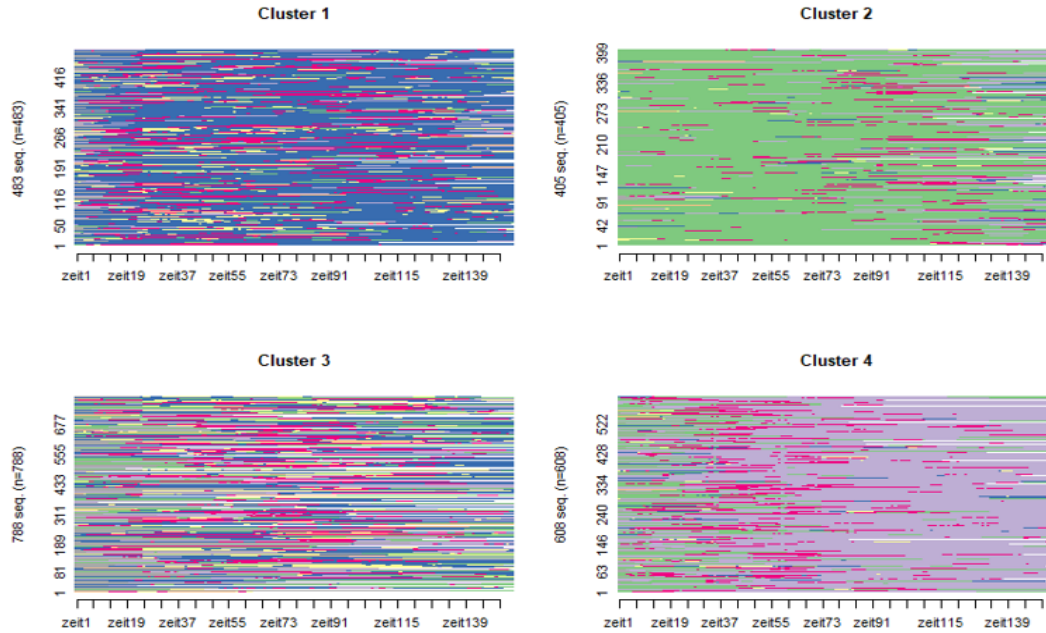 Cluster 1
483 seq. (n=483)
1 50 116 191 266 341 416
zeit1 zeit19 zeit37 zeit55 zeit73 zeit91 zeit115 zeit139
Cluster 2
405 seq. (n=405)
1 42 91 147 210 273 336 399
zeit1 zeit19 zeit37 zeit55 zeit73 zeit91 zeit115 zeit139
Cluster 3
788 seq. (n=788)
1 81 189 311 433 555 677
zeit1 zeit19 zeit37 zeit55 zeit73 zeit91 zeit115 zeit139
Cluster 4
608 seq. (n=608)
1 63 146 240 334 428 522
zeit1 zeit19 zeit37 zeit55 zeit73 zeit91 zeit115 zeit139